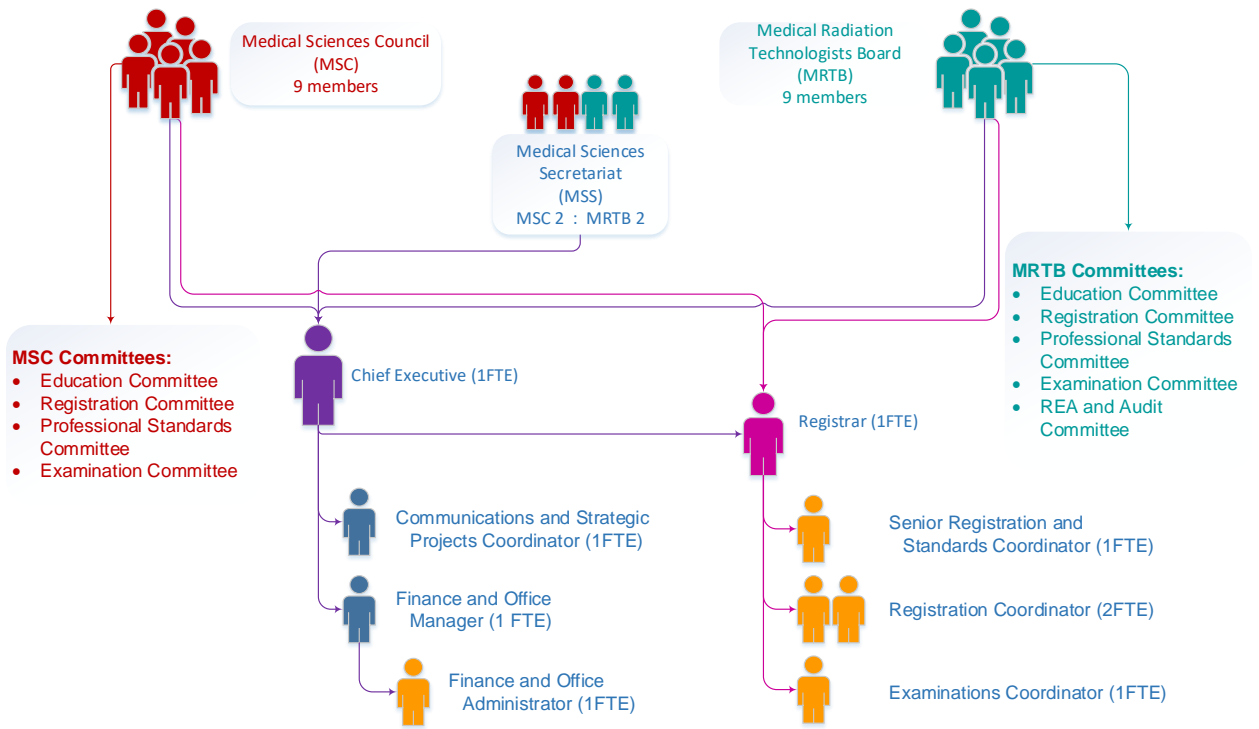 Medical Sciences Council
(MSC)
9 members
Medical Radiation
Technologists Board
(MRTB)
9 members
Medical Sciences
Secretariat
(MSS)
MSC 2 : MRTB 2
MSC Committees:
• Education Committee
• Registration Committee
• Professional Standards
Committee
• Examination Committee
MRTB Committees:
• Education Committee
• Registration Committee
• Professional Standards
Committee
• Examination Committee
• REA and Audit
Committee
Chief Executive (1FTE)
Registrar (1FTE)
Communications and Strategic
Projects Coordinator (1FTE)
Finance and Office
Manager (1 FTE)
Finance and Office
Administrator (1FTE)
Senior Registration and
Standards Coordinator (1FTE)
Registration Coordinator (2FTE)
Examinations Coordinator (1FTE)